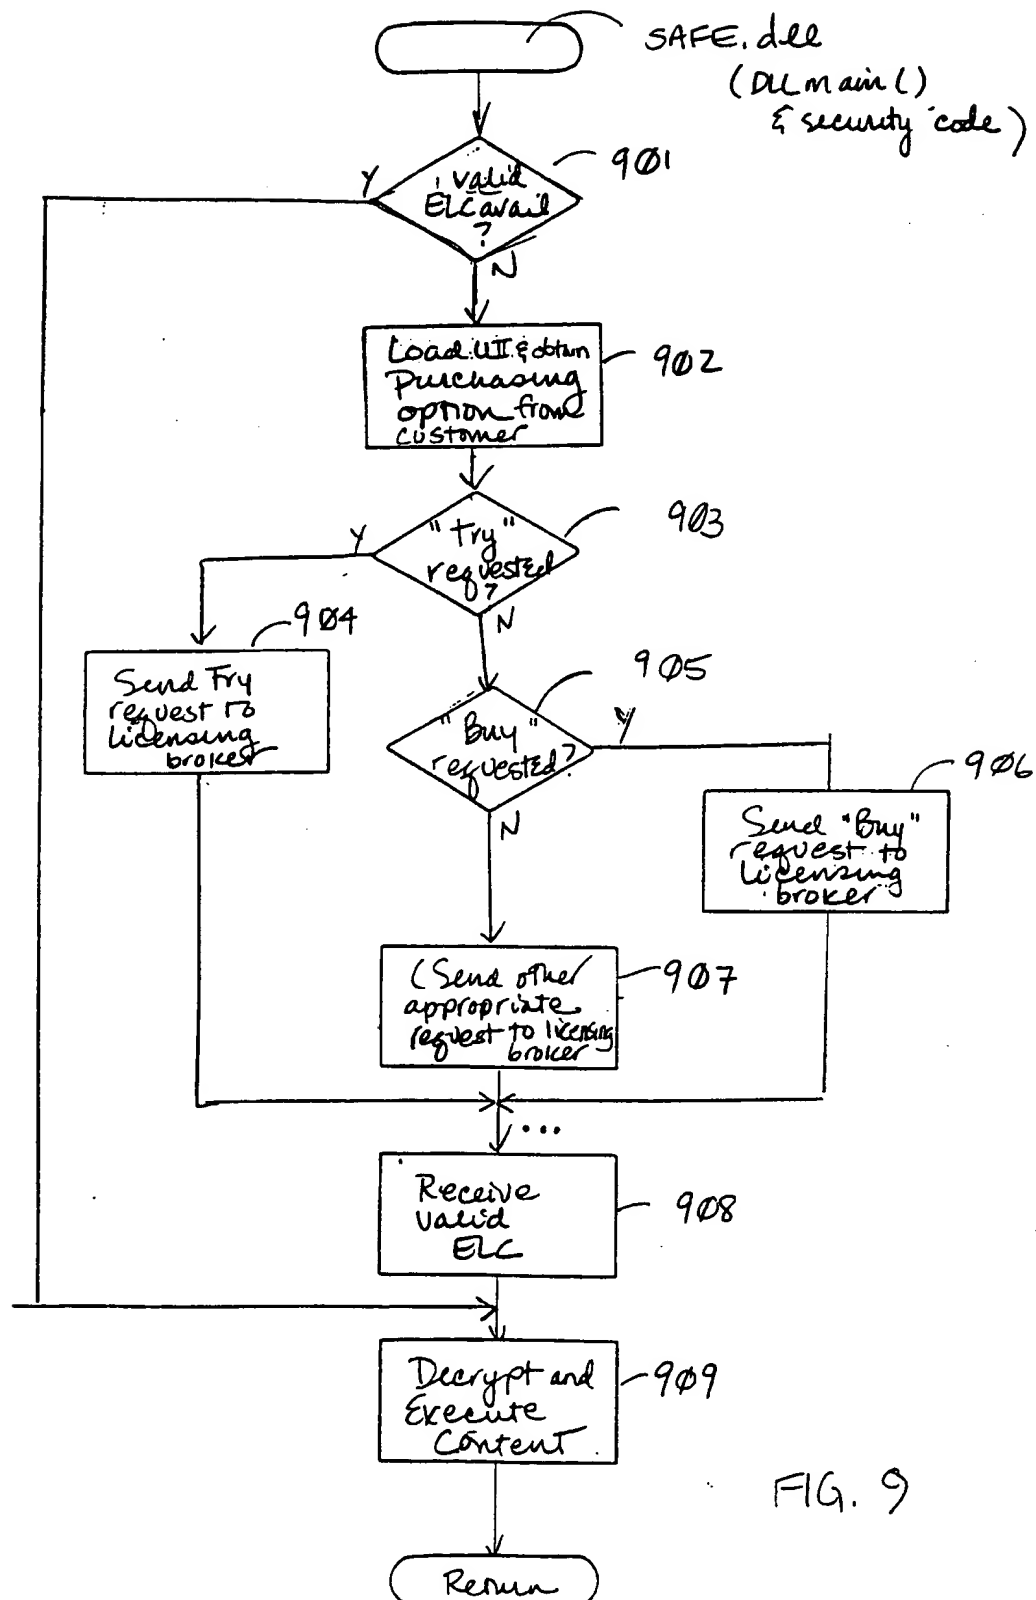 SAFE.dll
(DLLmain()
& security code)
901
Y
valid
ELC avail
?
N
Load UI & obtain
Purchasing
option from
customer
902
"Try"
requested
?
903
Y
N
904
Send Try
request to
licensing
broker
905
"Buy"
requested?
Y
N
906
Send "Buy"
request to
licensing
broker
(Send other
appropriate
request to licensing
broker
907
...
Receive
valid
ELC
908
Decrypt and
Execute
Content
909
FIG. 9
Return